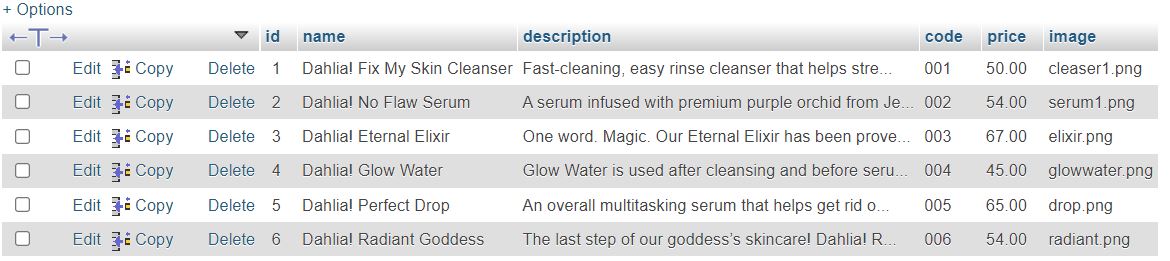 + Options
←T→ id name description code price image
Edit Copy Delete 1 Dahlia! Fix My Skin Cleanser Fast-cleaning, easy rinse cleanser that helps stre... 001 50.00 cleaser1.png
Edit Copy Delete 2 Dahlia! No Flaw Serum A serum infused with premium purple orchid from Je... 002 54.00 serum1.png
Edit Copy Delete 3 Dahlia! Eternal Elixir One word. Magic. Our Eternal Elixir has been prove... 003 67.00 elixir.png
Edit Copy Delete 4 Dahlia! Glow Water Glow Water is used after cleansing and before seru... 004 45.00 glowwater.png
Edit Copy Delete 5 Dahlia! Perfect Drop An overall multitasking serum that helps get rid o... 005 65.00 drop.png
Edit Copy Delete 6 Dahlia! Radiant Goddess The last step of our goddess’s skincare! Dahlia! R... 006 54.00 radiant.png